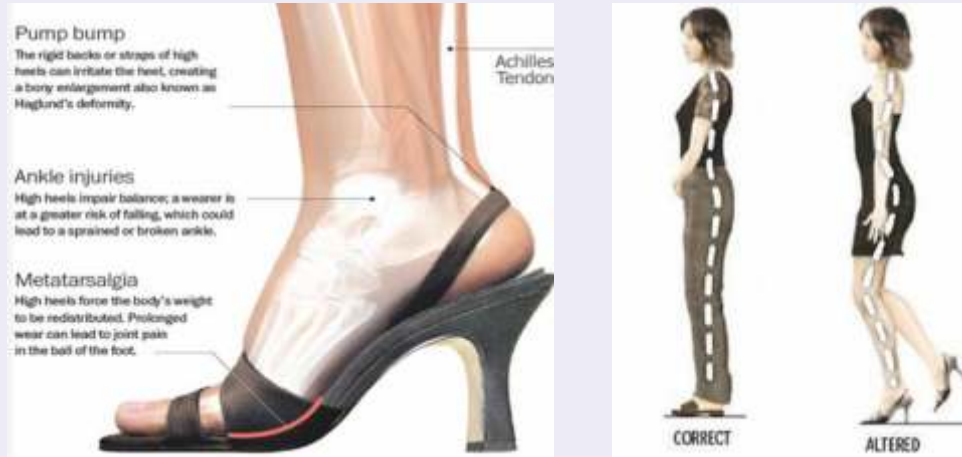 Pump bump
The rigid backs or straps of high
heels can irritate the heel, creating
a bony enlargement also known as
Haglund's deformity.
Achilles
Tendon
Ankle injuries
High heels impair balance; a wearer is
at a greater risk of falling, which could
lead to a sprained or broken ankle.
Metatarsalgia
High heels force the body's weight
to be redistributed. Prolonged
wear can lead to joint pain
in the ball of the foot.
CORRECT
ALTERED